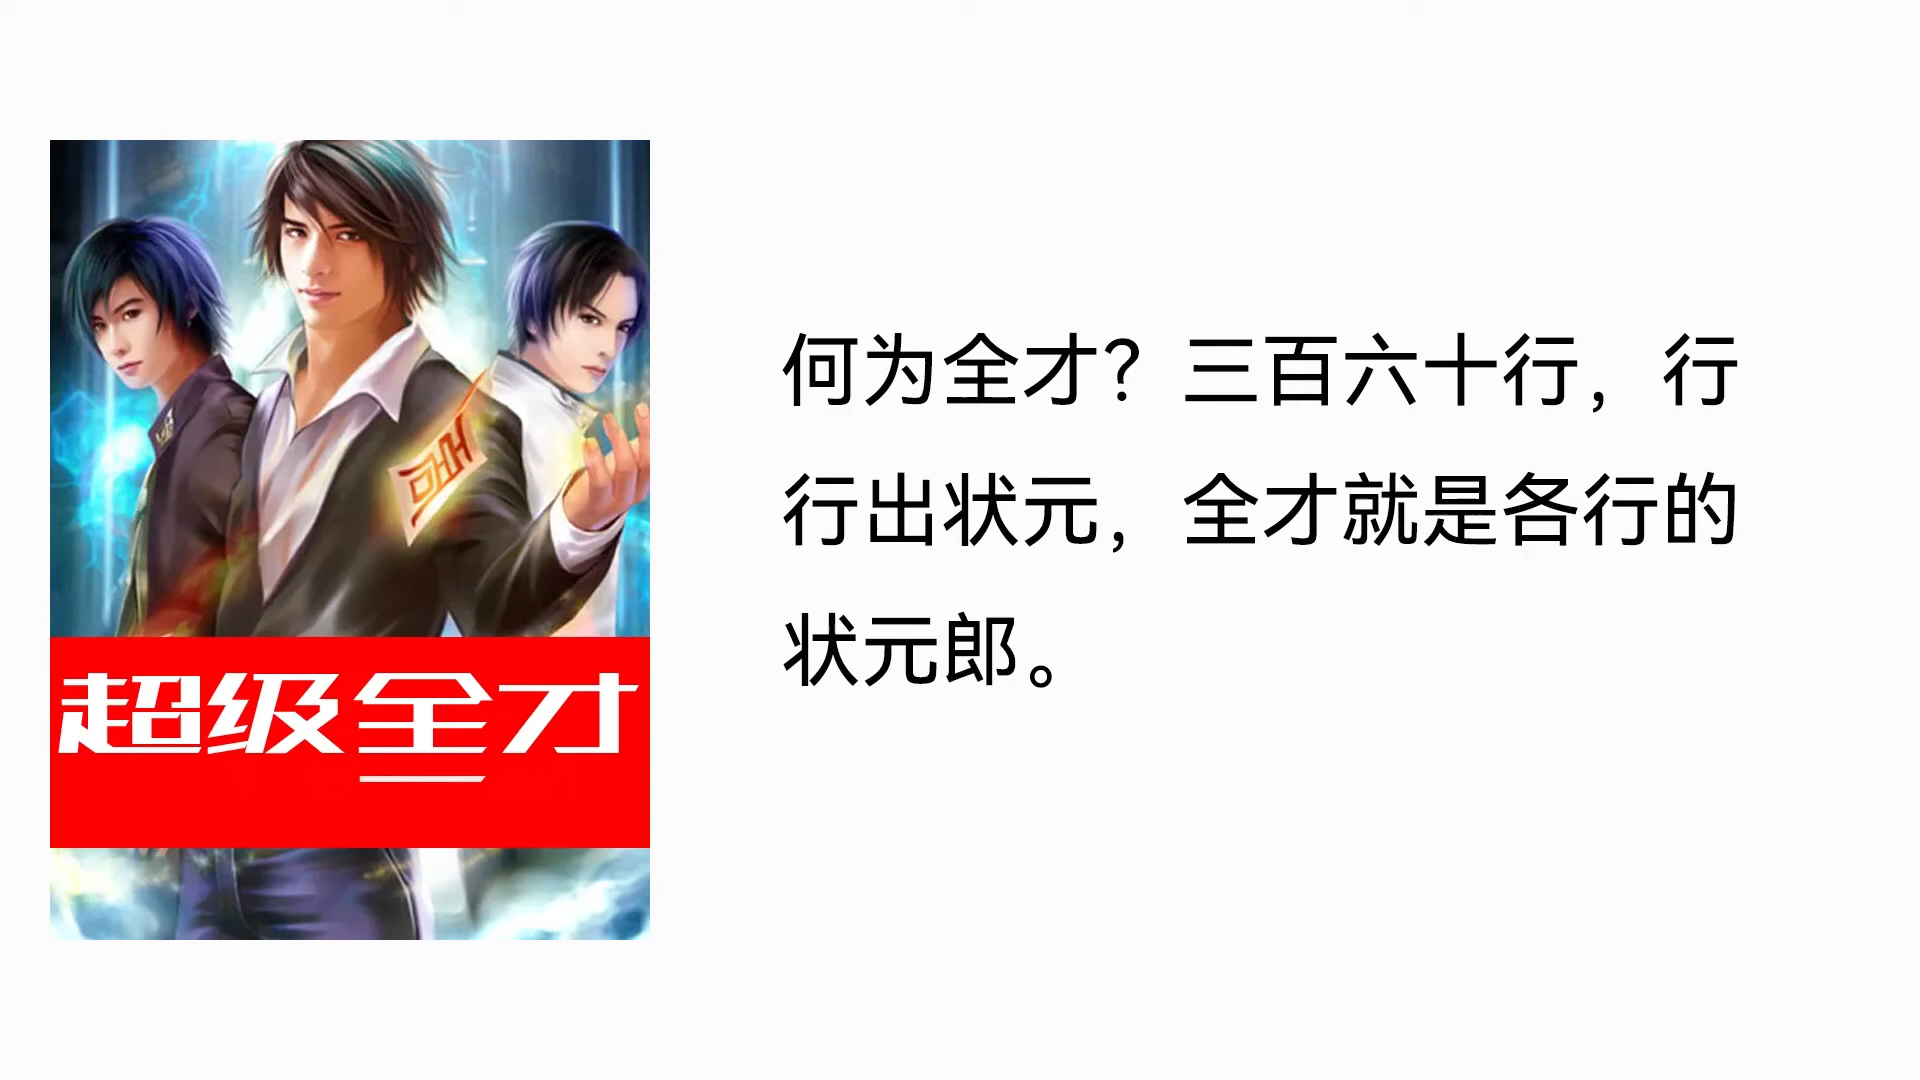 超级全才
何为全才？三百六十行，行
行出状元，全才就是各行的
状元郎。